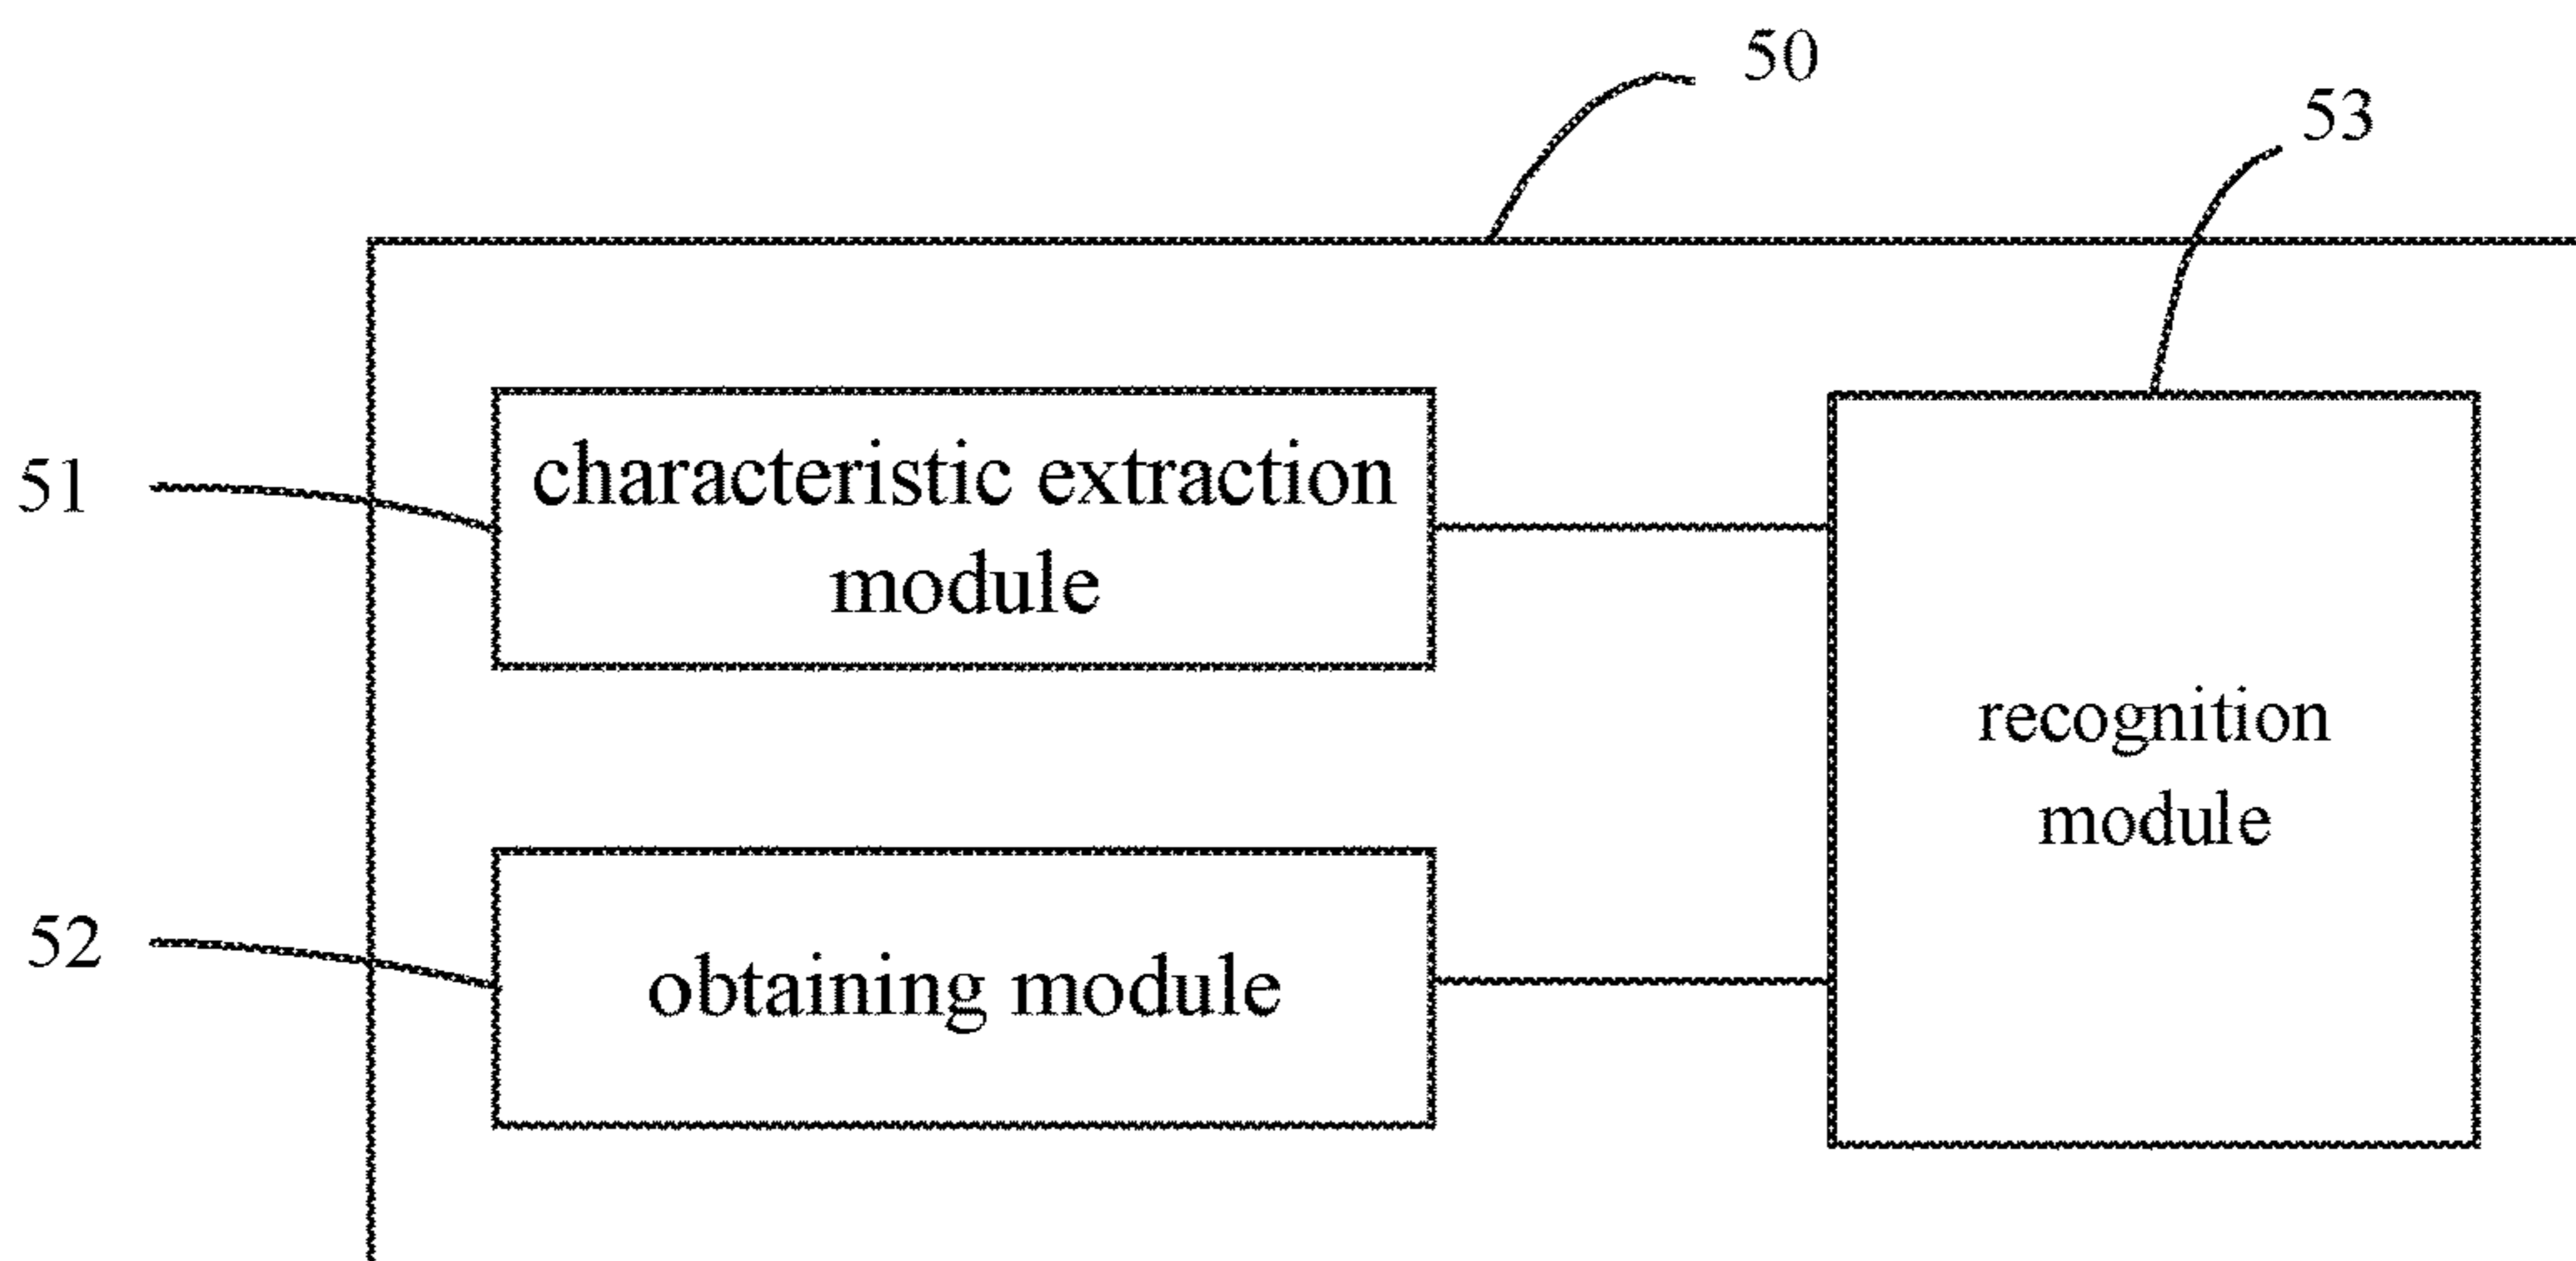 50
53
51
characteristic extraction
module
recognition
module
52
obtaining module